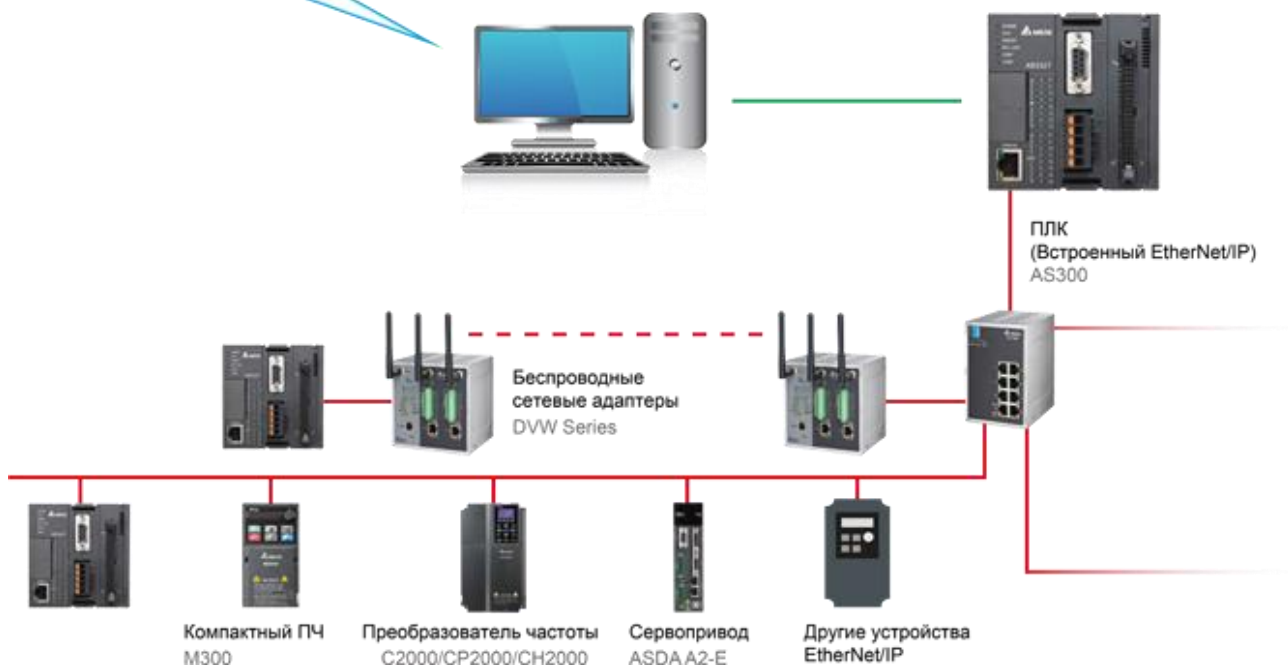 ПЛК
(Встроенный EtherNet/IP)
AS300
Беспроводные
сетевые адаптеры
DVW Series
Компактный ПЧ
M300
Преобразователь частоты
C2000/CP2000/CH2000
Сервопривод
ASDA A2-E
Другие устройства
EtherNet/IP